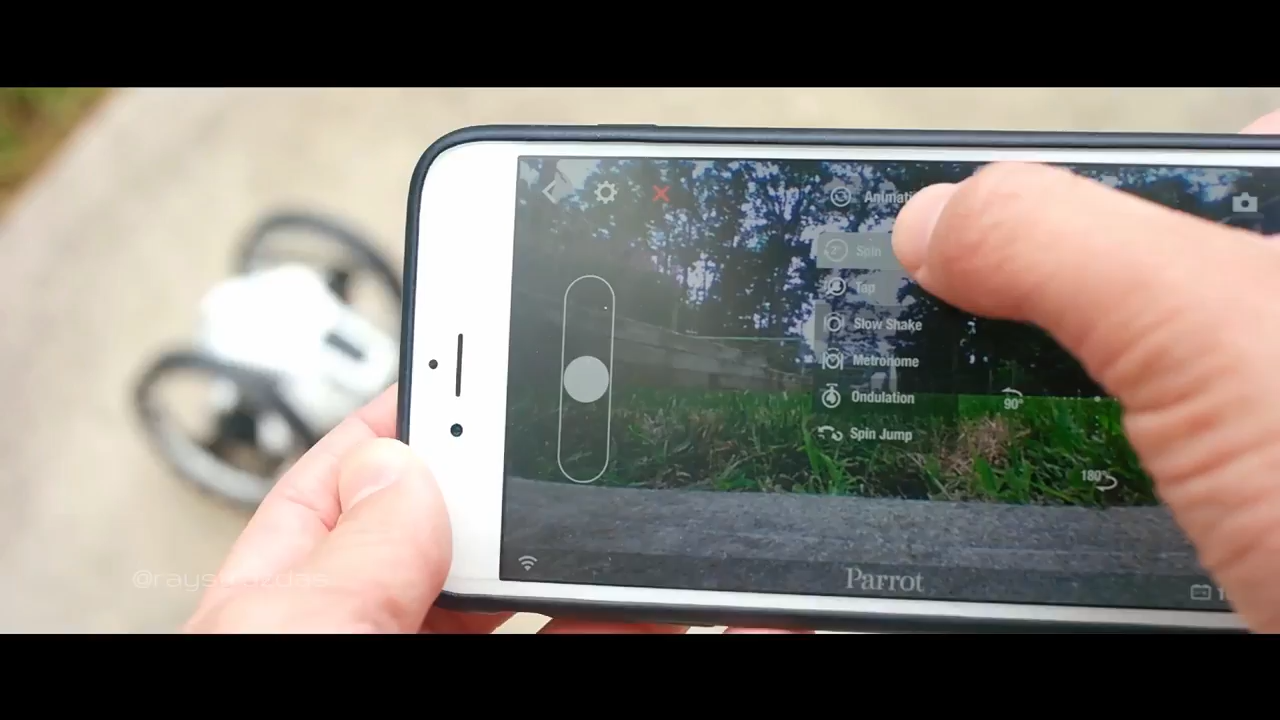 Spin
Tap
Slow Shake
Metronome
Ondulation
Spin Jump
90°
180°
Parrot